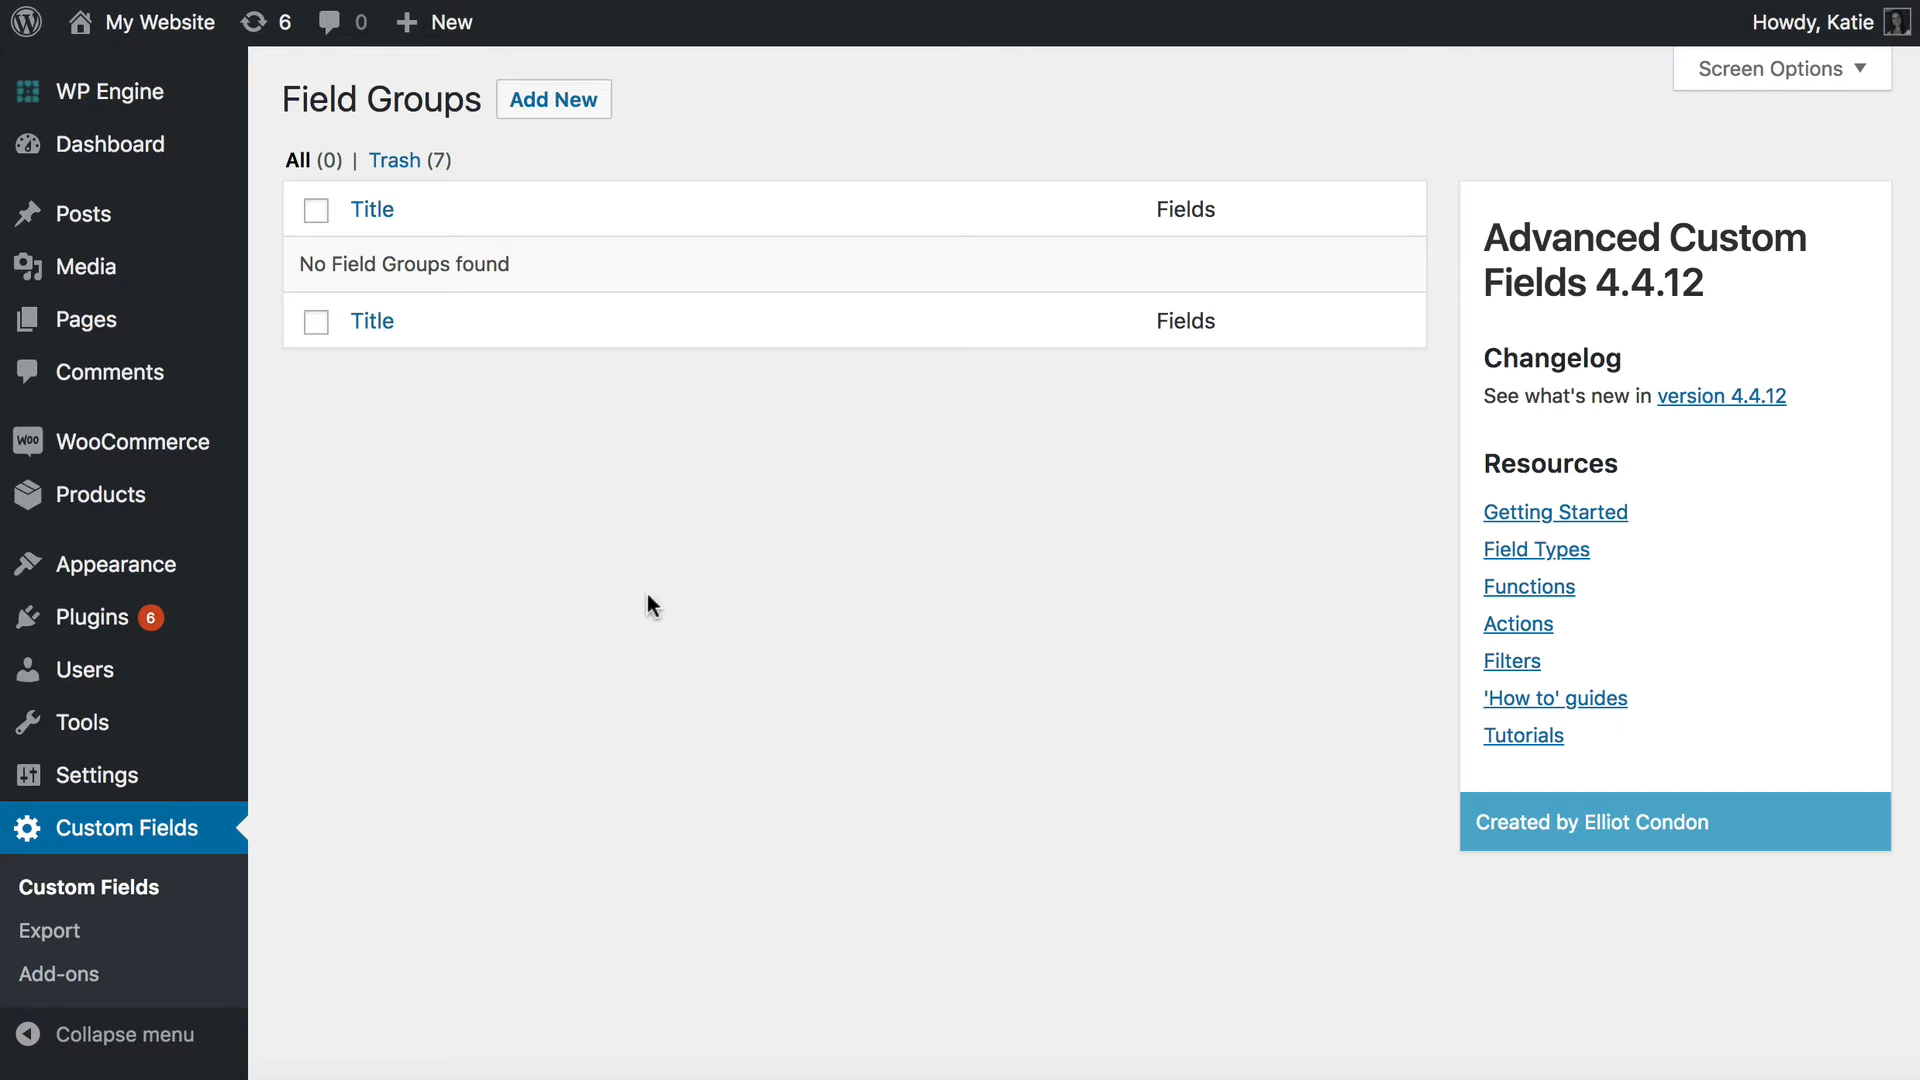 My Website 6 0 New Howdy, Katie
Screen Options
WP Engine
Dashboard
Posts
Media
Pages
Comments
Woo WooCommerce
Products
Appearance
Plugins 6
Users
Tools
Settings
Custom Fields
Custom Fields
Export
Add-ons
Collapse menu
Field Groups Add New
All (0) | Trash (7)
Title Fields
No Field Groups found
Title Fields
Advanced Custom
Fields 4.4.12
Changelog
See what's new in version 4.4.12
Resources
Getting Started
Field Types
Functions
Actions
Filters
'How to' guides
Tutorials
Created by Elliot Condon